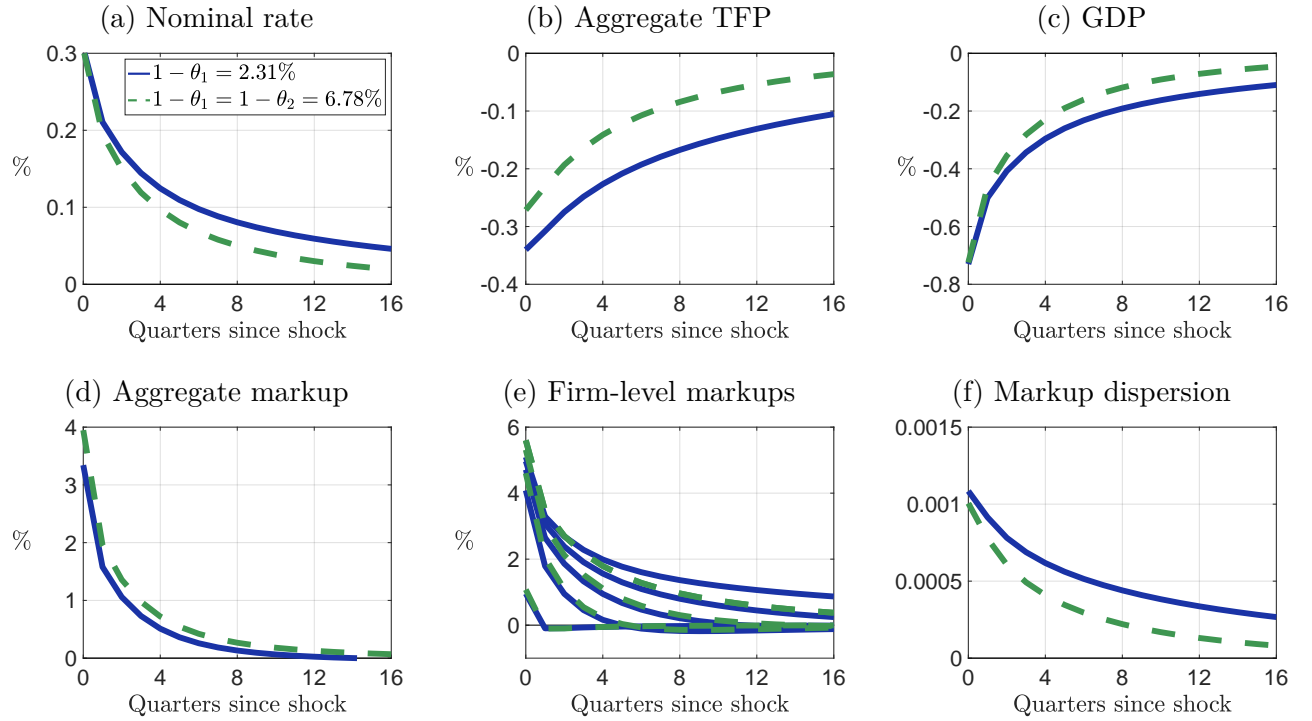 (a) Nominal rate
0.3
0.2
%
0.1
0
0 4 8 12 16
Quarters since shock
1 − θ₁ = 2.31%
1 − θ₁ = 1 − θ₂ = 6.78%
(b) Aggregate TFP
0
-0.1
%
-0.2
-0.3
-0.4
0 4 8 12 16
Quarters since shock
(c) GDP
0
-0.2
%
-0.4
-0.6
-0.8
0 4 8 12 16
Quarters since shock
(d) Aggregate markup
4
3
%
2
1
0
0 4 8 12 16
Quarters since shock
(e) Firm-level markups
6
4
%
2
0
0 4 8 12 16
Quarters since shock
(f) Markup dispersion
0.0015
0.001
0.0005
0
0 4 8 12 16
Quarters since shock